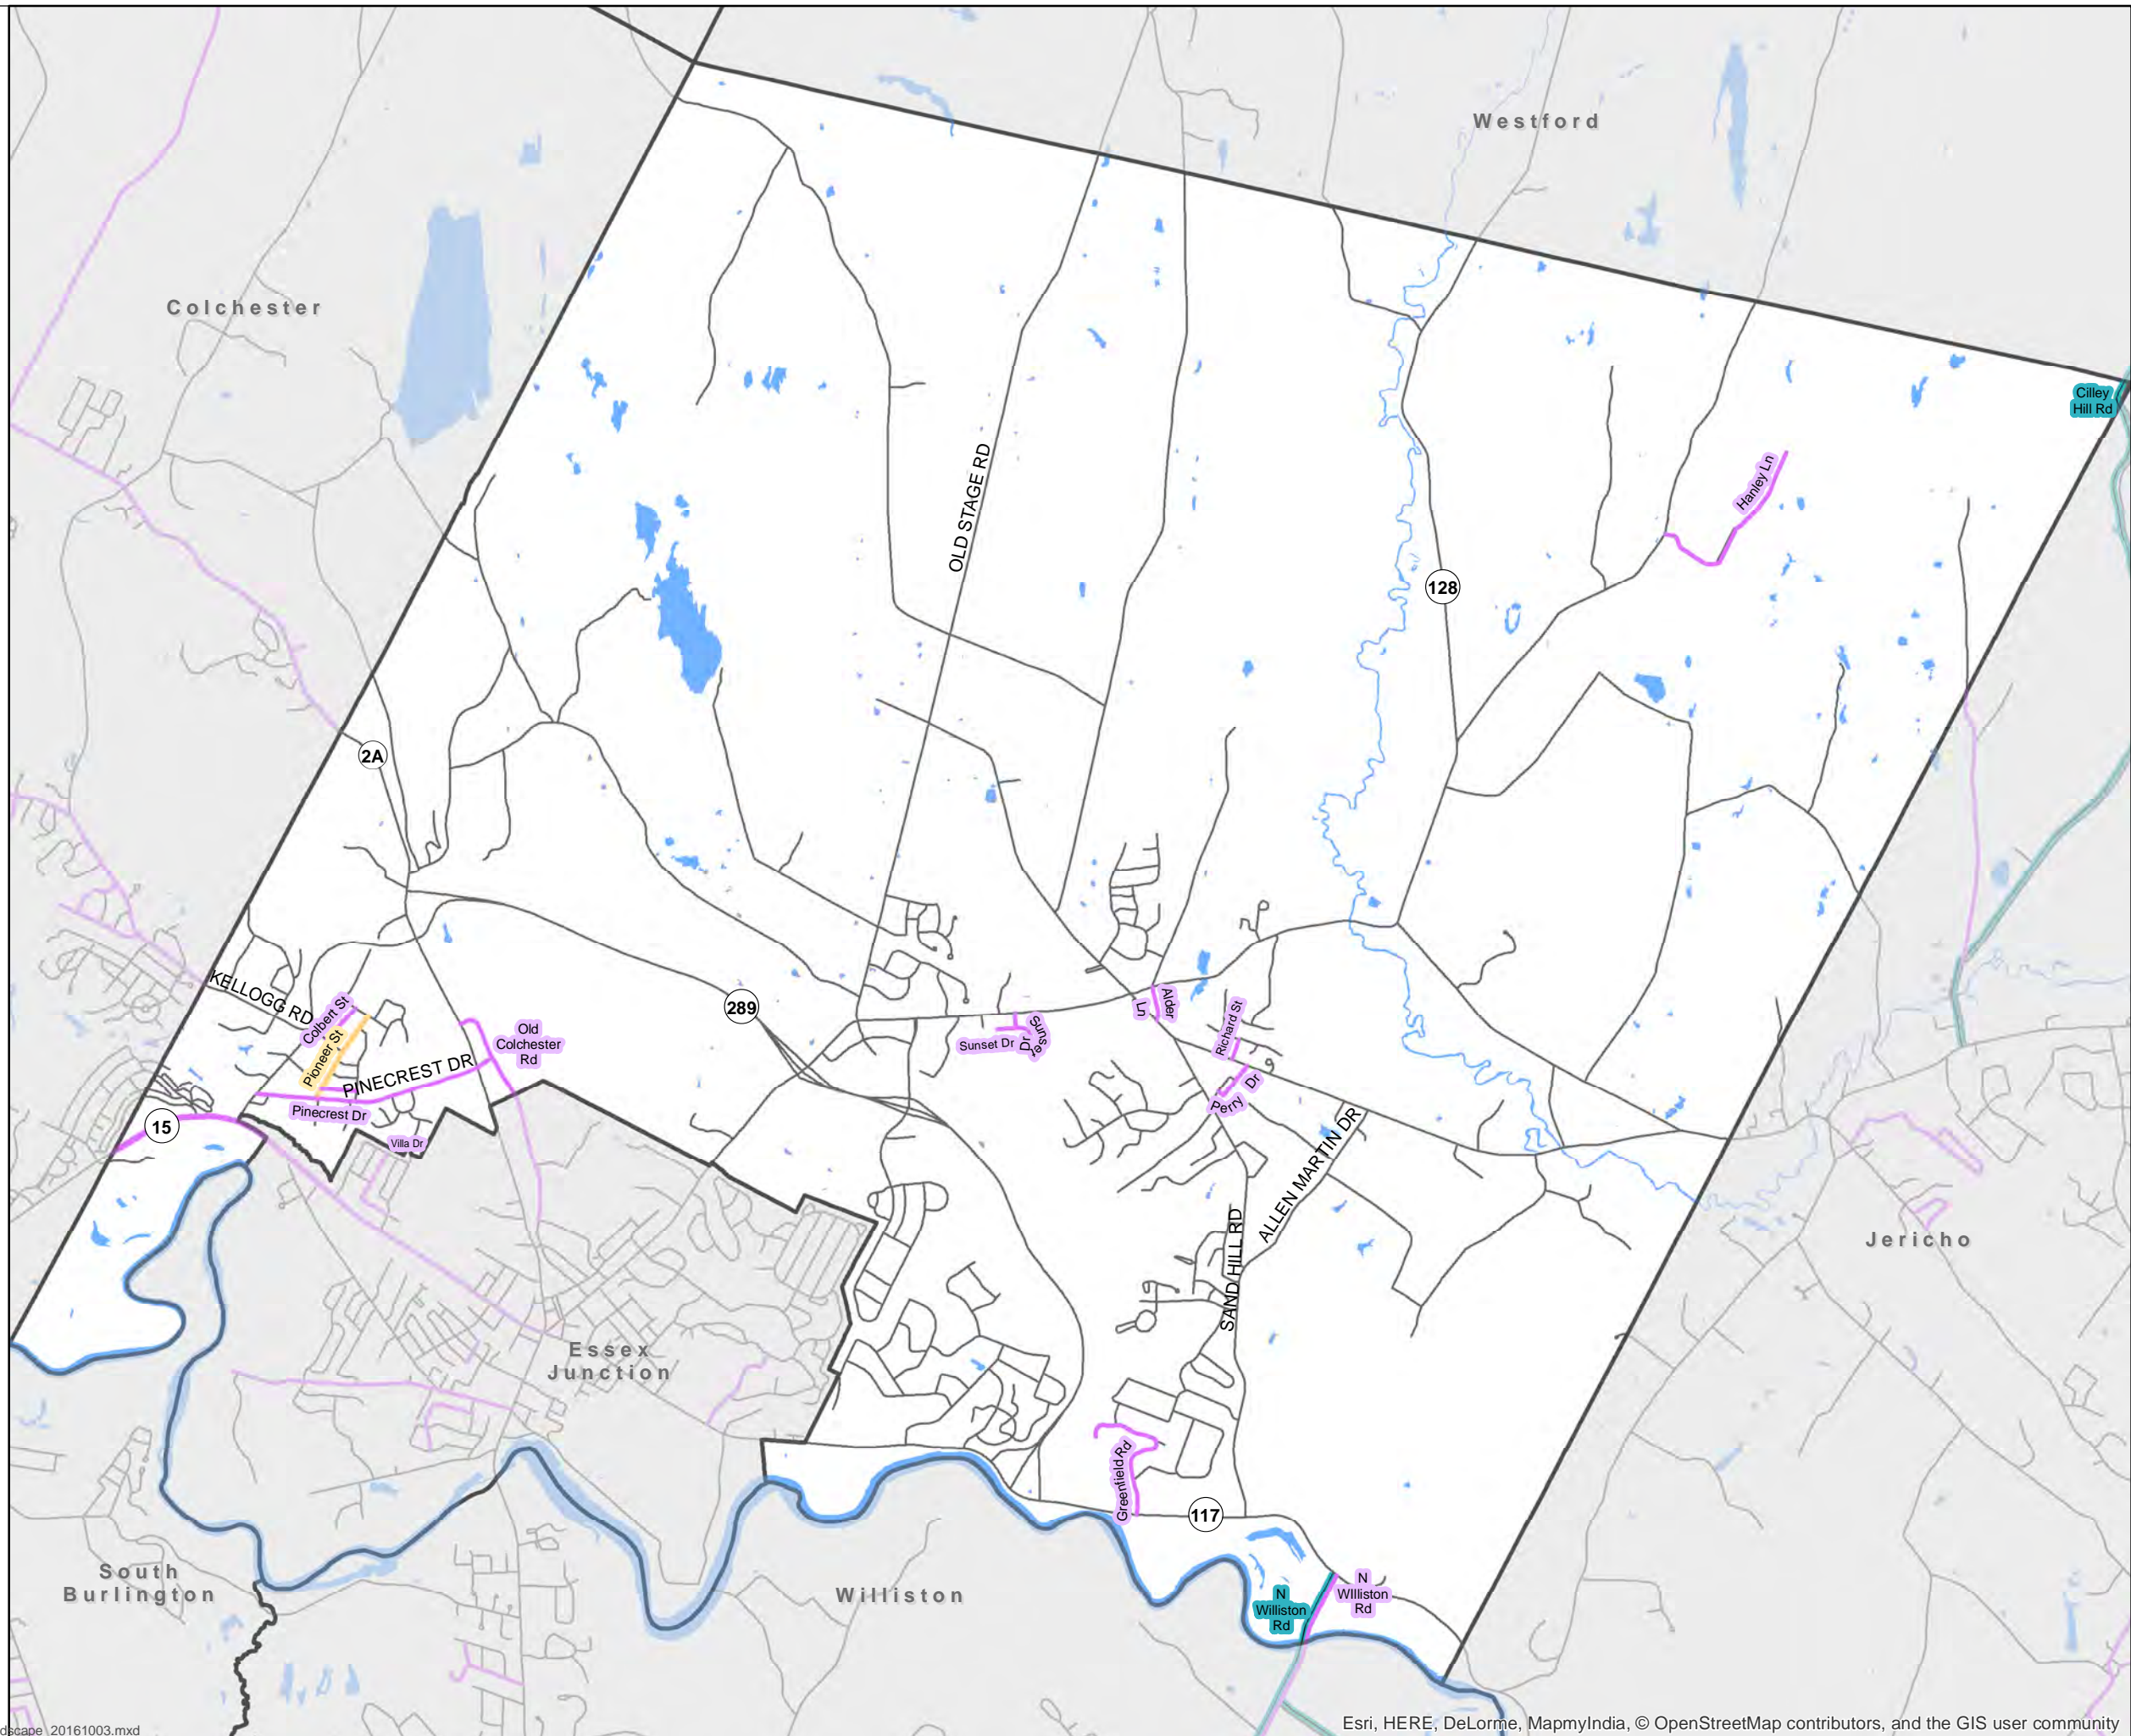 Westford
Colchester
Cilley
Hill Rd
OLD STAGE RD
Hanley Ln
128
2A
KELLOGG RD
Colbert St
Pioneer St
289
Old
Colchester
Rd
PINECREST DR
Pinecrest Dr
Villa Dr
15
Sunset Dr
Sunset
Dr
Alder
Ln
Richard St
Perry
Dr
ALLEN MARTIN DR
SAND HILL RD
Jericho
Essex
Junction
Greenfield Rd
117
South
Burlington
Williston
N
Williston
Rd
N
WIlliston
Rd
dscape_20161003.mxd
Esri, HERE, DeLorme, MapmyIndia, © OpenStreetMap contributors, and the GIS user community